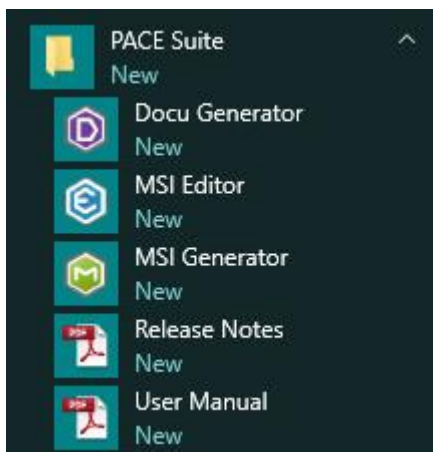 PACE Suite
New
Docu Generator
New
MSI Editor
New
MSI Generator
New
Release Notes
New
User Manual
New